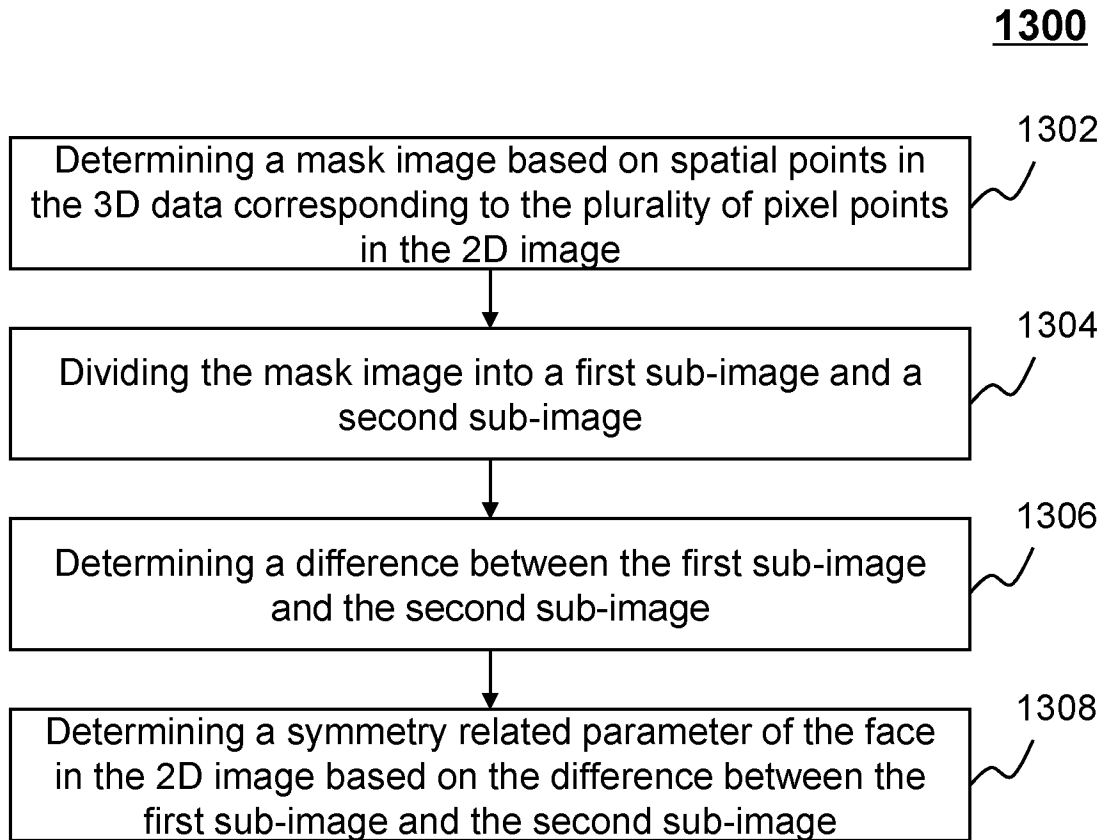 1300
1302
Determining a mask image based on spatial points in
the 3D data corresponding to the plurality of pixel points
in the 2D image
1304
Dividing the mask image into a first sub-image and a
second sub-image
1306
Determining a difference between the first sub-image
and the second sub-image
1308
Determining a symmetry related parameter of the face
in the 2D image based on the difference between the
first sub-image and the second sub-image